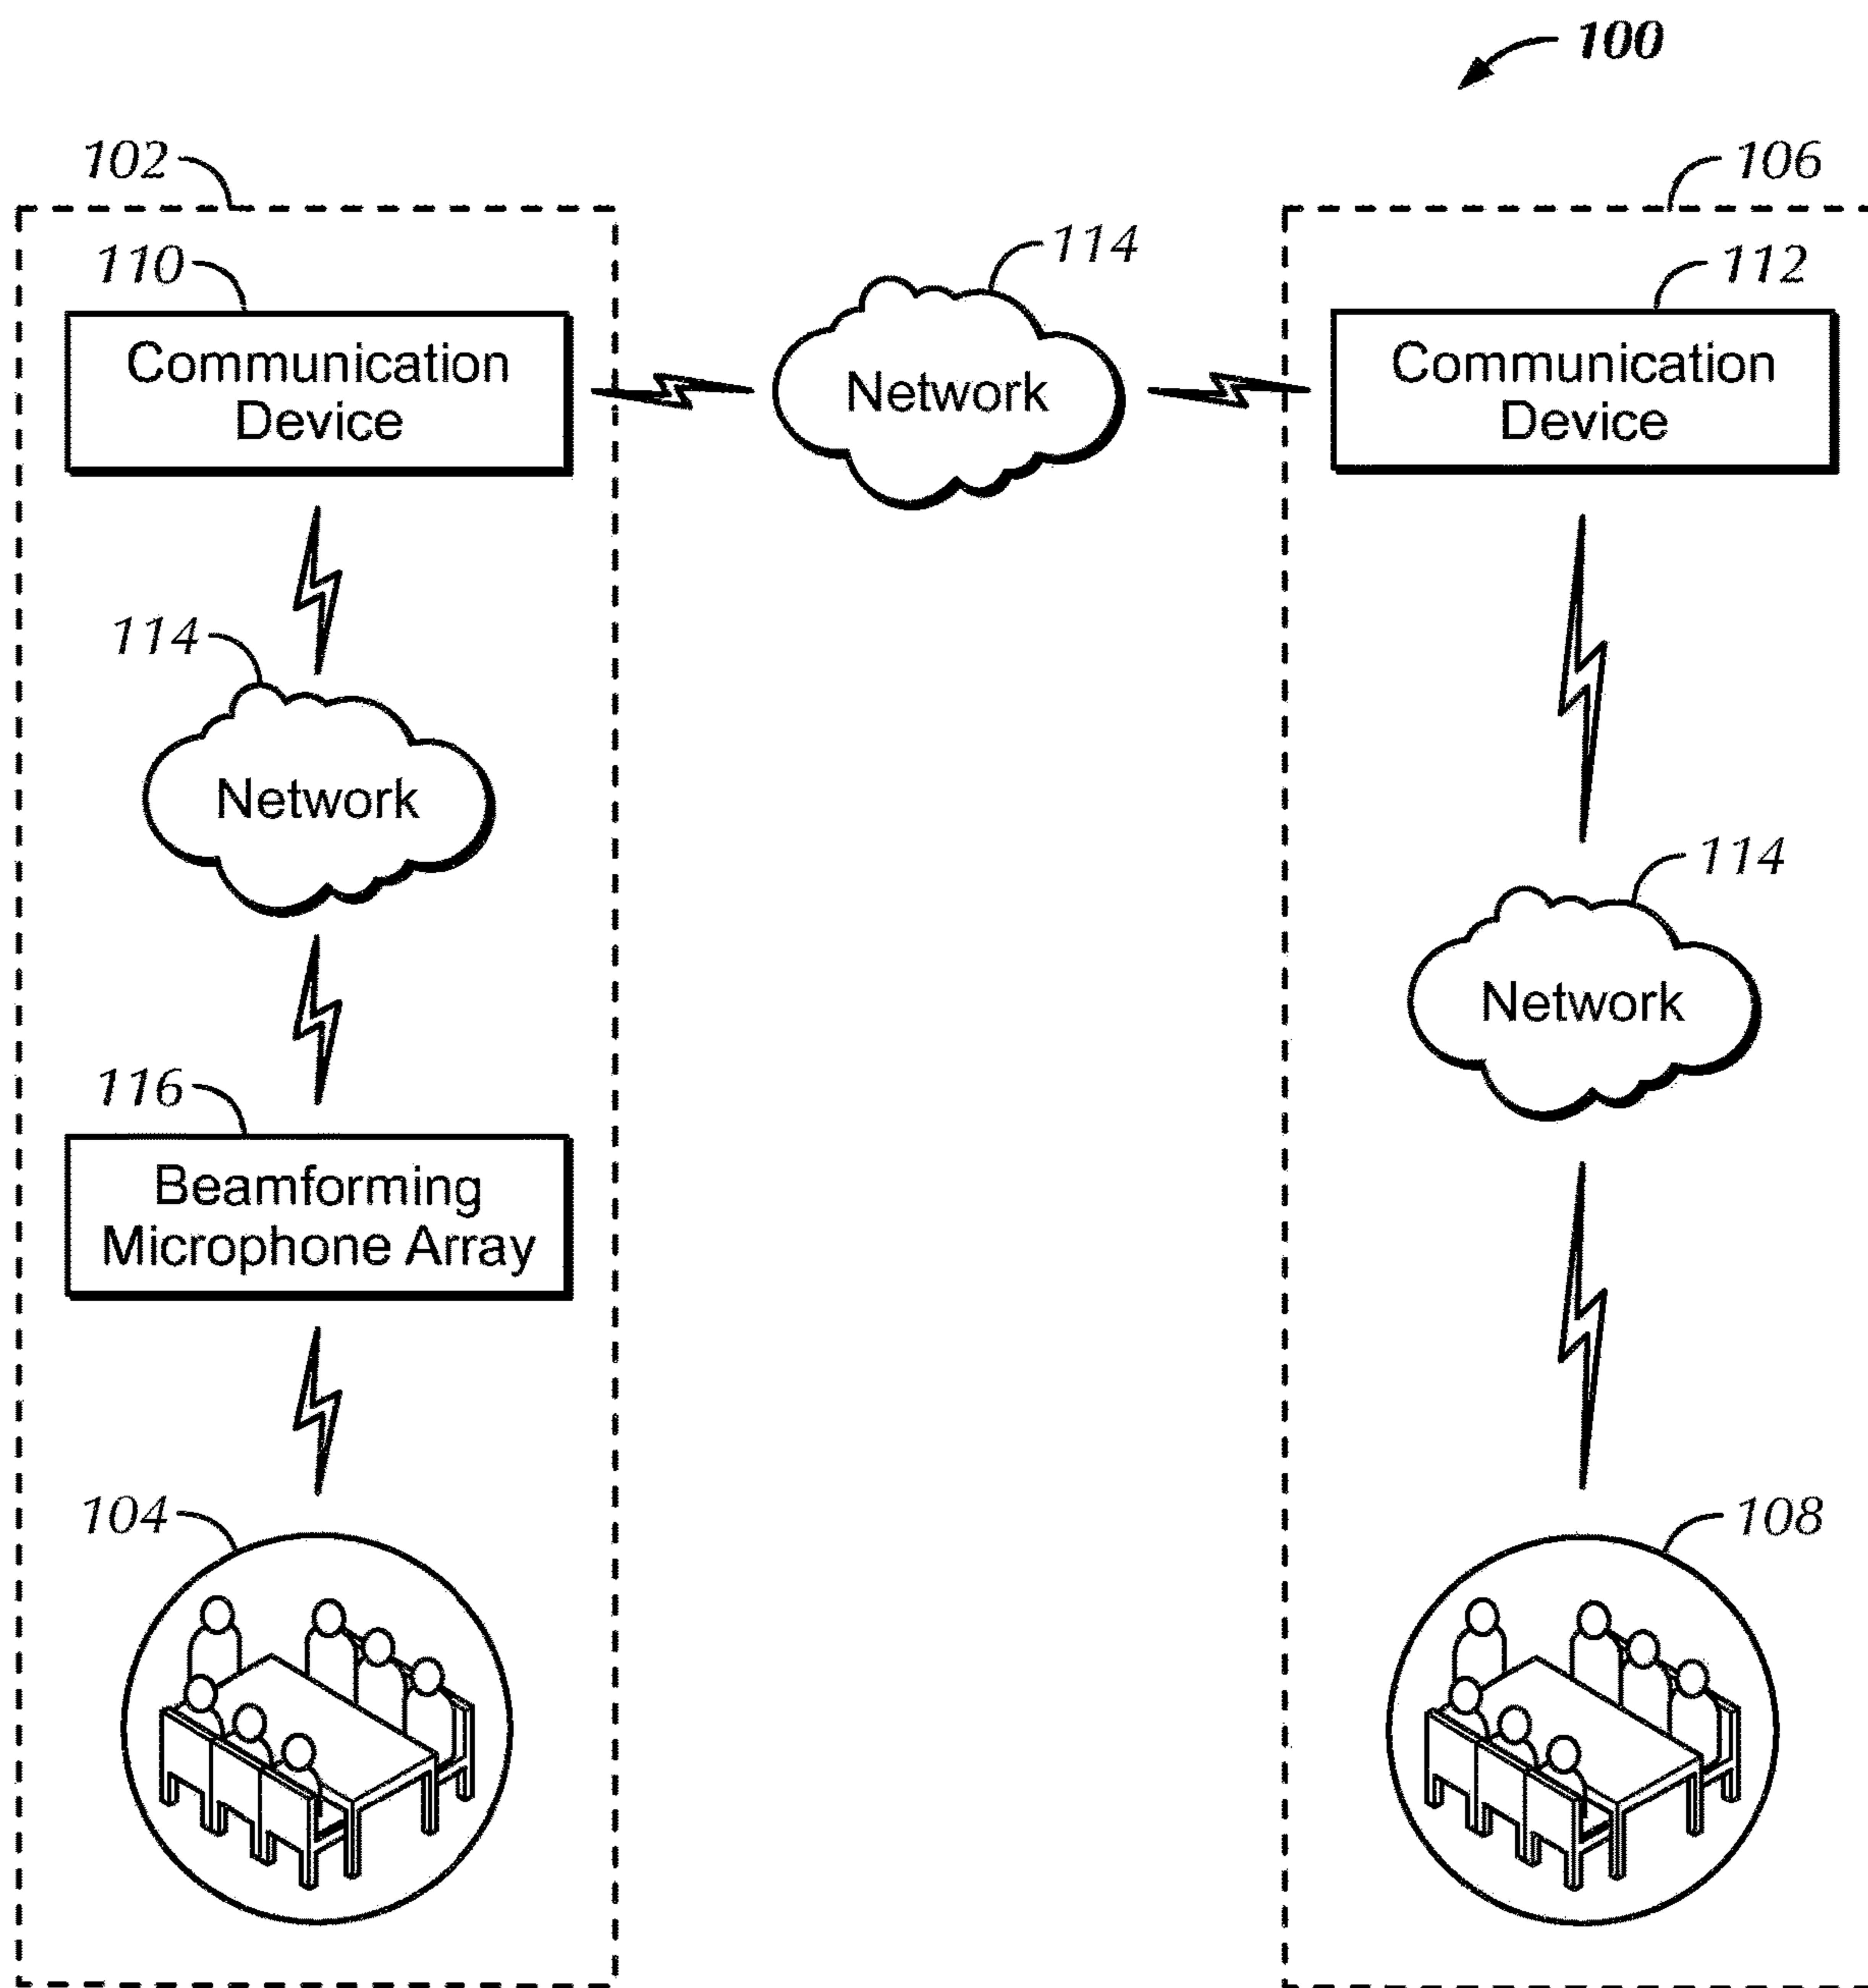 100
102
106
110
114
112
Communication
Device
Network
Communication
Device
114
Network
114
Network
116
Beamforming
Microphone Array
104
108